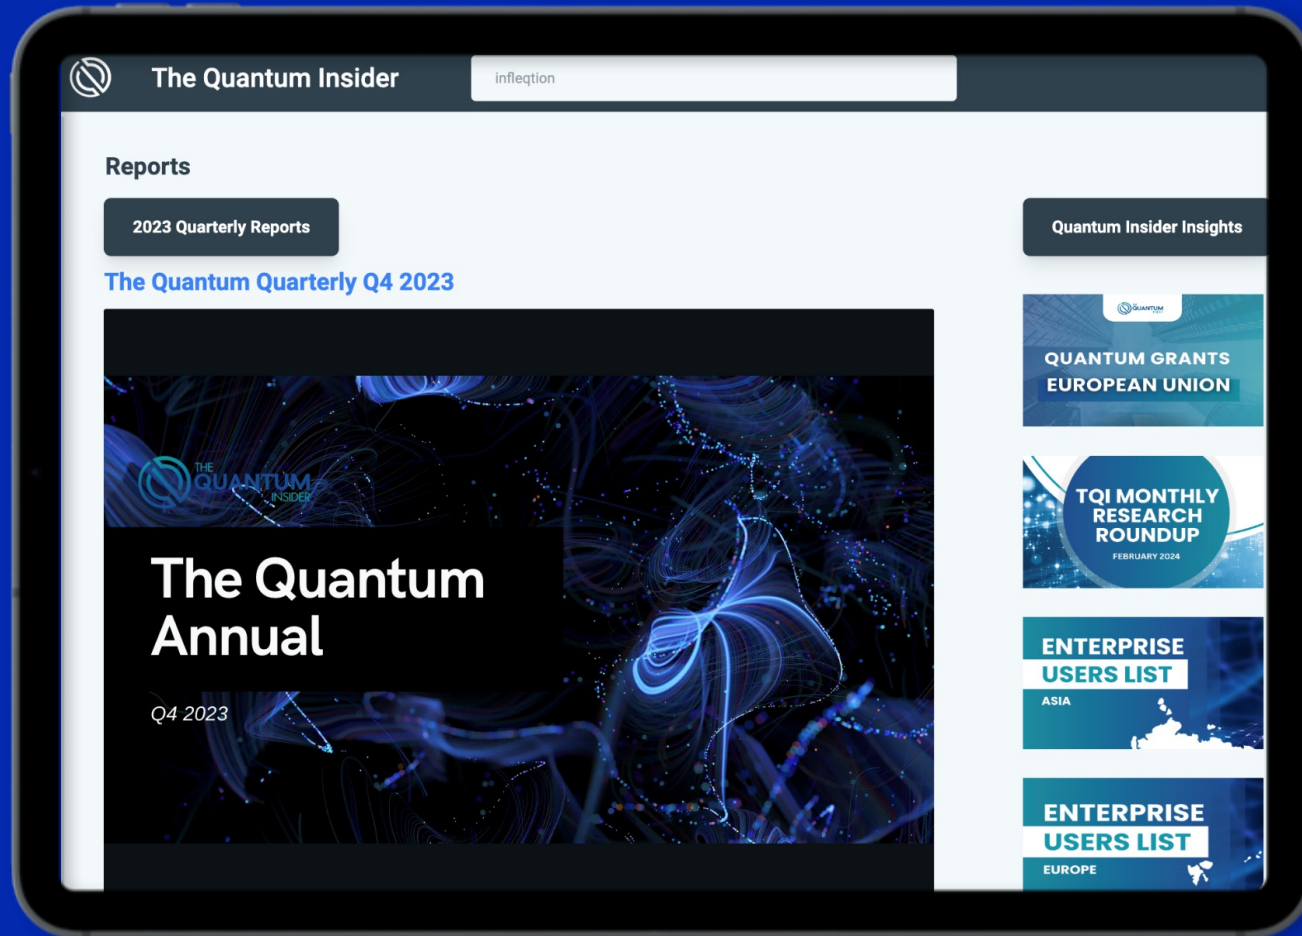 The Quantum Insider
infleqtion
Reports
2023 Quarterly Reports
The Quantum Quarterly Q4 2023
THE
QUANTUM
INSIDER
The Quantum
Annual
Q4 2023
Quantum Insider Insights
QUANTUM
QUANTUM GRANTS
EUROPEAN UNION
TQI MONTHLY
RESEARCH
ROUNDUP
FEBRUARY 2024
ENTERPRISE
USERS LIST
ASIA
ENTERPRISE
USERS LIST
EUROPE